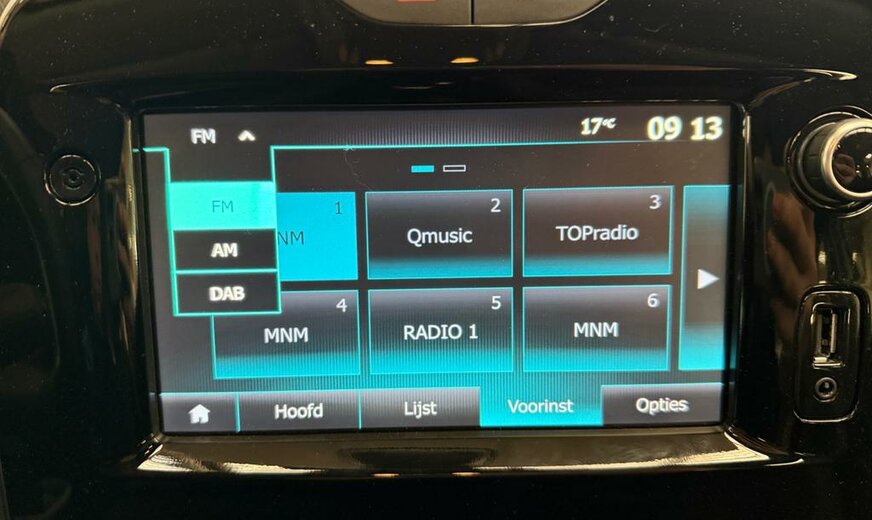 FM
17°C
09 13
FM
AM
DAB
1
NM
2
Qmusic
3
TOPradio
4
MNM
5
RADIO 1
6
MNM
Hoofd
Lijst
Voorinst
Opties